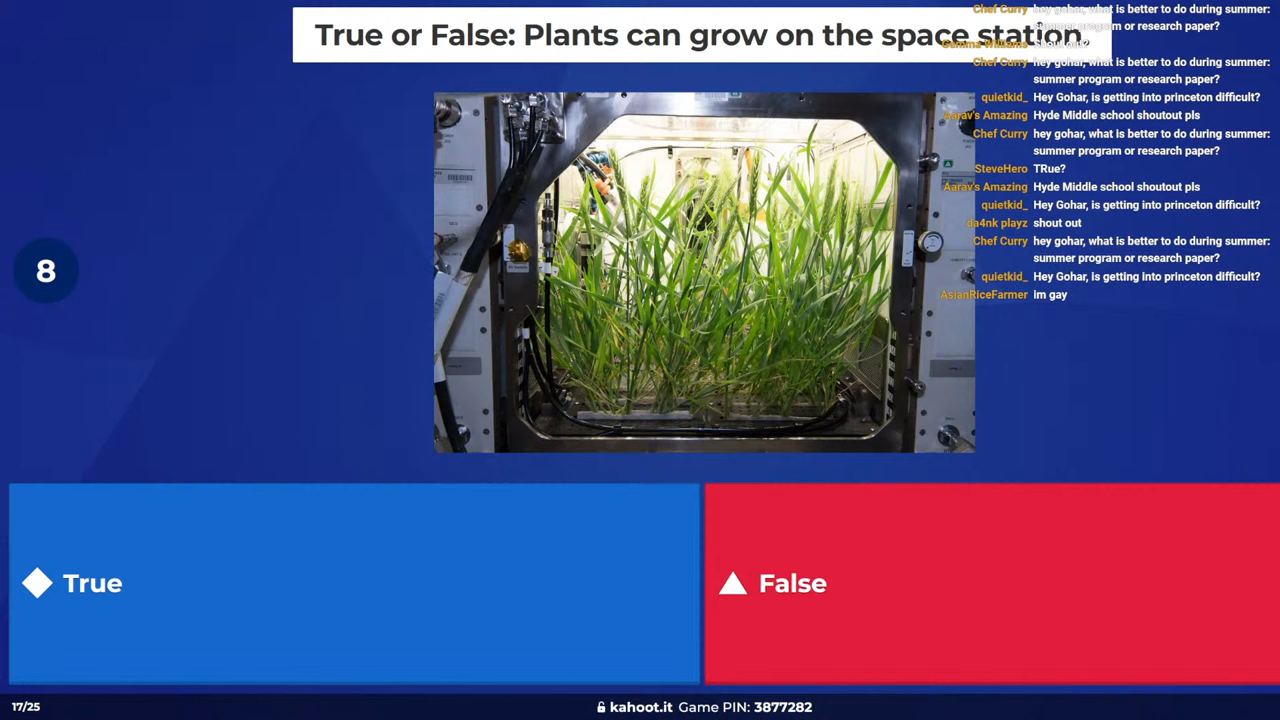 True or False: Plants can grow on the space station.
Chef Curry hey gohar, what is better to do during summer:
summer program or research paper?
Gemma Williams Shout outs?
Chef Curry hey gohar, what is better to do during summer:
summer program or research paper?
quietkid_ Hey Gohar, is getting into princeton difficult?
Aarav's Amazing Hyde Middle school shoutout pls
Chef Curry hey gohar, what is better to do during summer:
summer program or research paper?
SteveHero TRue?
Aarav's Amazing Hyde Middle school shoutout pls
quietkid_ Hey Gohar, is getting into princeton difficult?
da4nk playz shout out
Chef Curry hey gohar, what is better to do during summer:
summer program or research paper?
quietkid_ Hey Gohar, is getting into princeton difficult?
AsianRiceFarmer im gay
8
True
False
17/25
kahoot.it Game PIN: 3877282